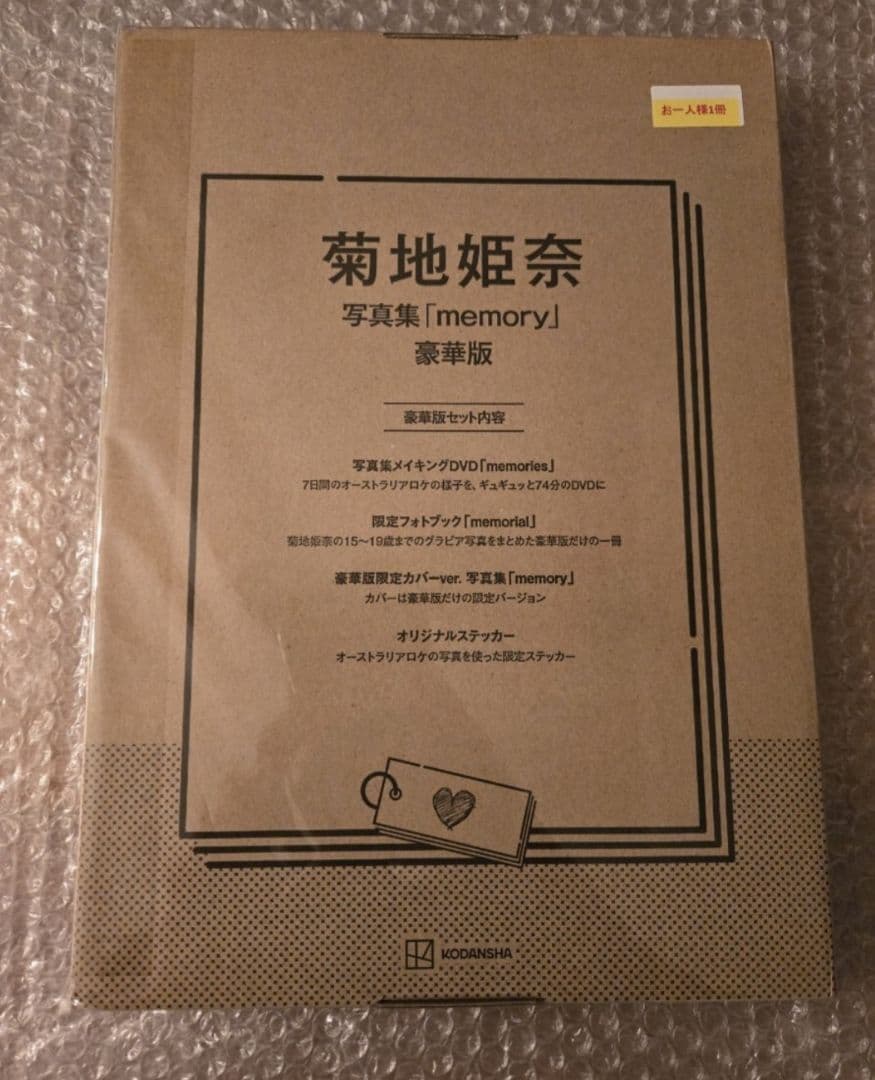 お一人様1冊
菊地姫奈
写真集「memory」
豪華版
豪華版セット内容
写真集メイキングDVD「memories」
7日間のオーストラリアロケの様子を、ギュギュッと74分のDVDに
限定フォトブック「memorial」
菊地姫奈の15〜19歳までのグラビア写真をまとめた豪華版だけの一冊
豪華版限定カバーver. 写真集「memory」
カバーは豪華版だけの限定バージョン
オリジナルステッカー
オーストラリアロケの写真を使った限定ステッカー
KODANSHA